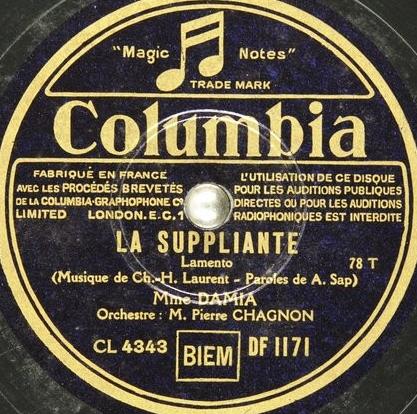 "Magic Notes"
TRADE MARK
Columbia
FABRIQUÉ EN FRANCE
AVEC LES PROCÉDÉS BREVETÉS
DE LA COLUMBIA-GRAPHOPHONE Co
LIMITED LONDON.E.C.1
L'UTILISATION DE CE DISQUE
POUR LES AUDITIONS PUBLIQUES
DIRECTES OU POUR LES AUDITIONS
RADIOPHONIQUES EST INTERDITE
LA SUPPLIANTE
Lamento 78 T
(Musique de Ch.-H. Laurent - Paroles de A. Sap)
Mme DAMIA
Orchestre : M. Pierre CHAGNON
CL 4343 BIEM DF 1171